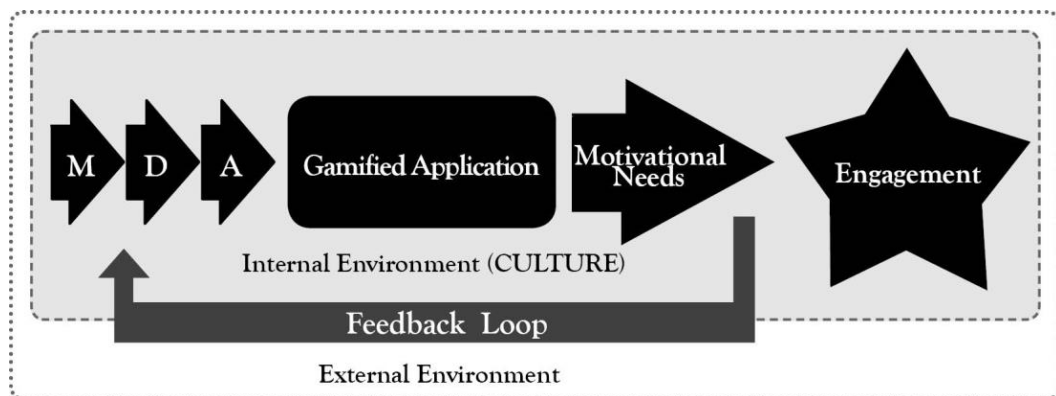 M
D
A
Gamified Application
Motivational
Needs
Engagement
Internal Environment (CULTURE)
Feedback Loop
External Environment